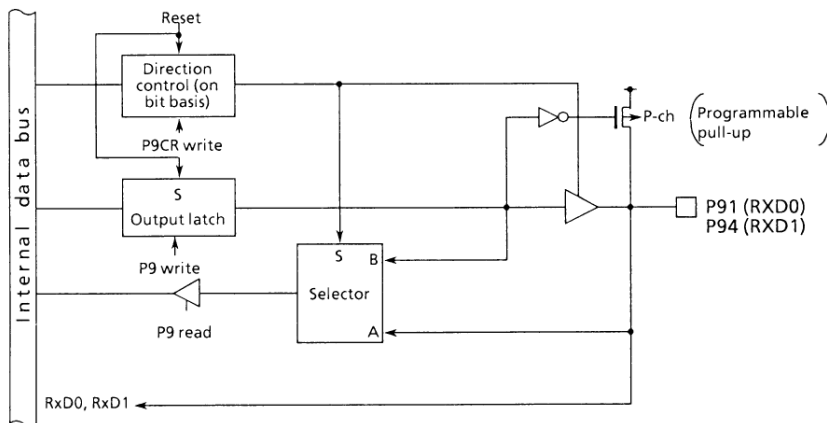 Reset
Direction
control (on
bit basis)
P9CR write
Internal data bus
S
Output latch
P9 write
P9 read
S
B
Selector
A
P-ch
(Programmable
pull-up)
P91 (RXD0)
P94 (RXD1)
RxD0, RxD1